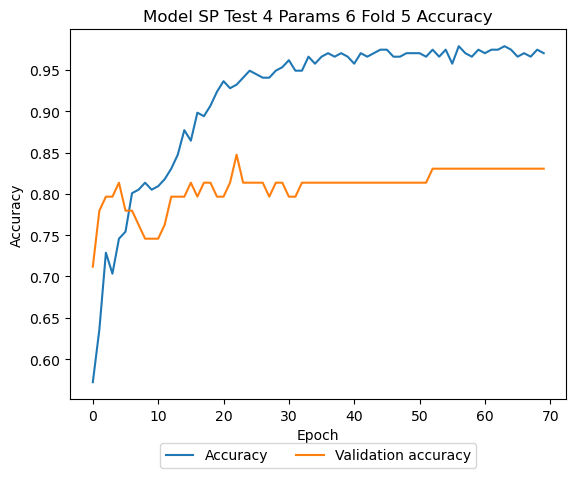 Model SP Test 4 Params 6 Fold 5 Accuracy
Accuracy
0.95
0.90
0.85
0.80
0.75
0.70
0.65
0.60
0 10 20 30 40 50 60 70
Epoch
Accuracy Validation accuracy